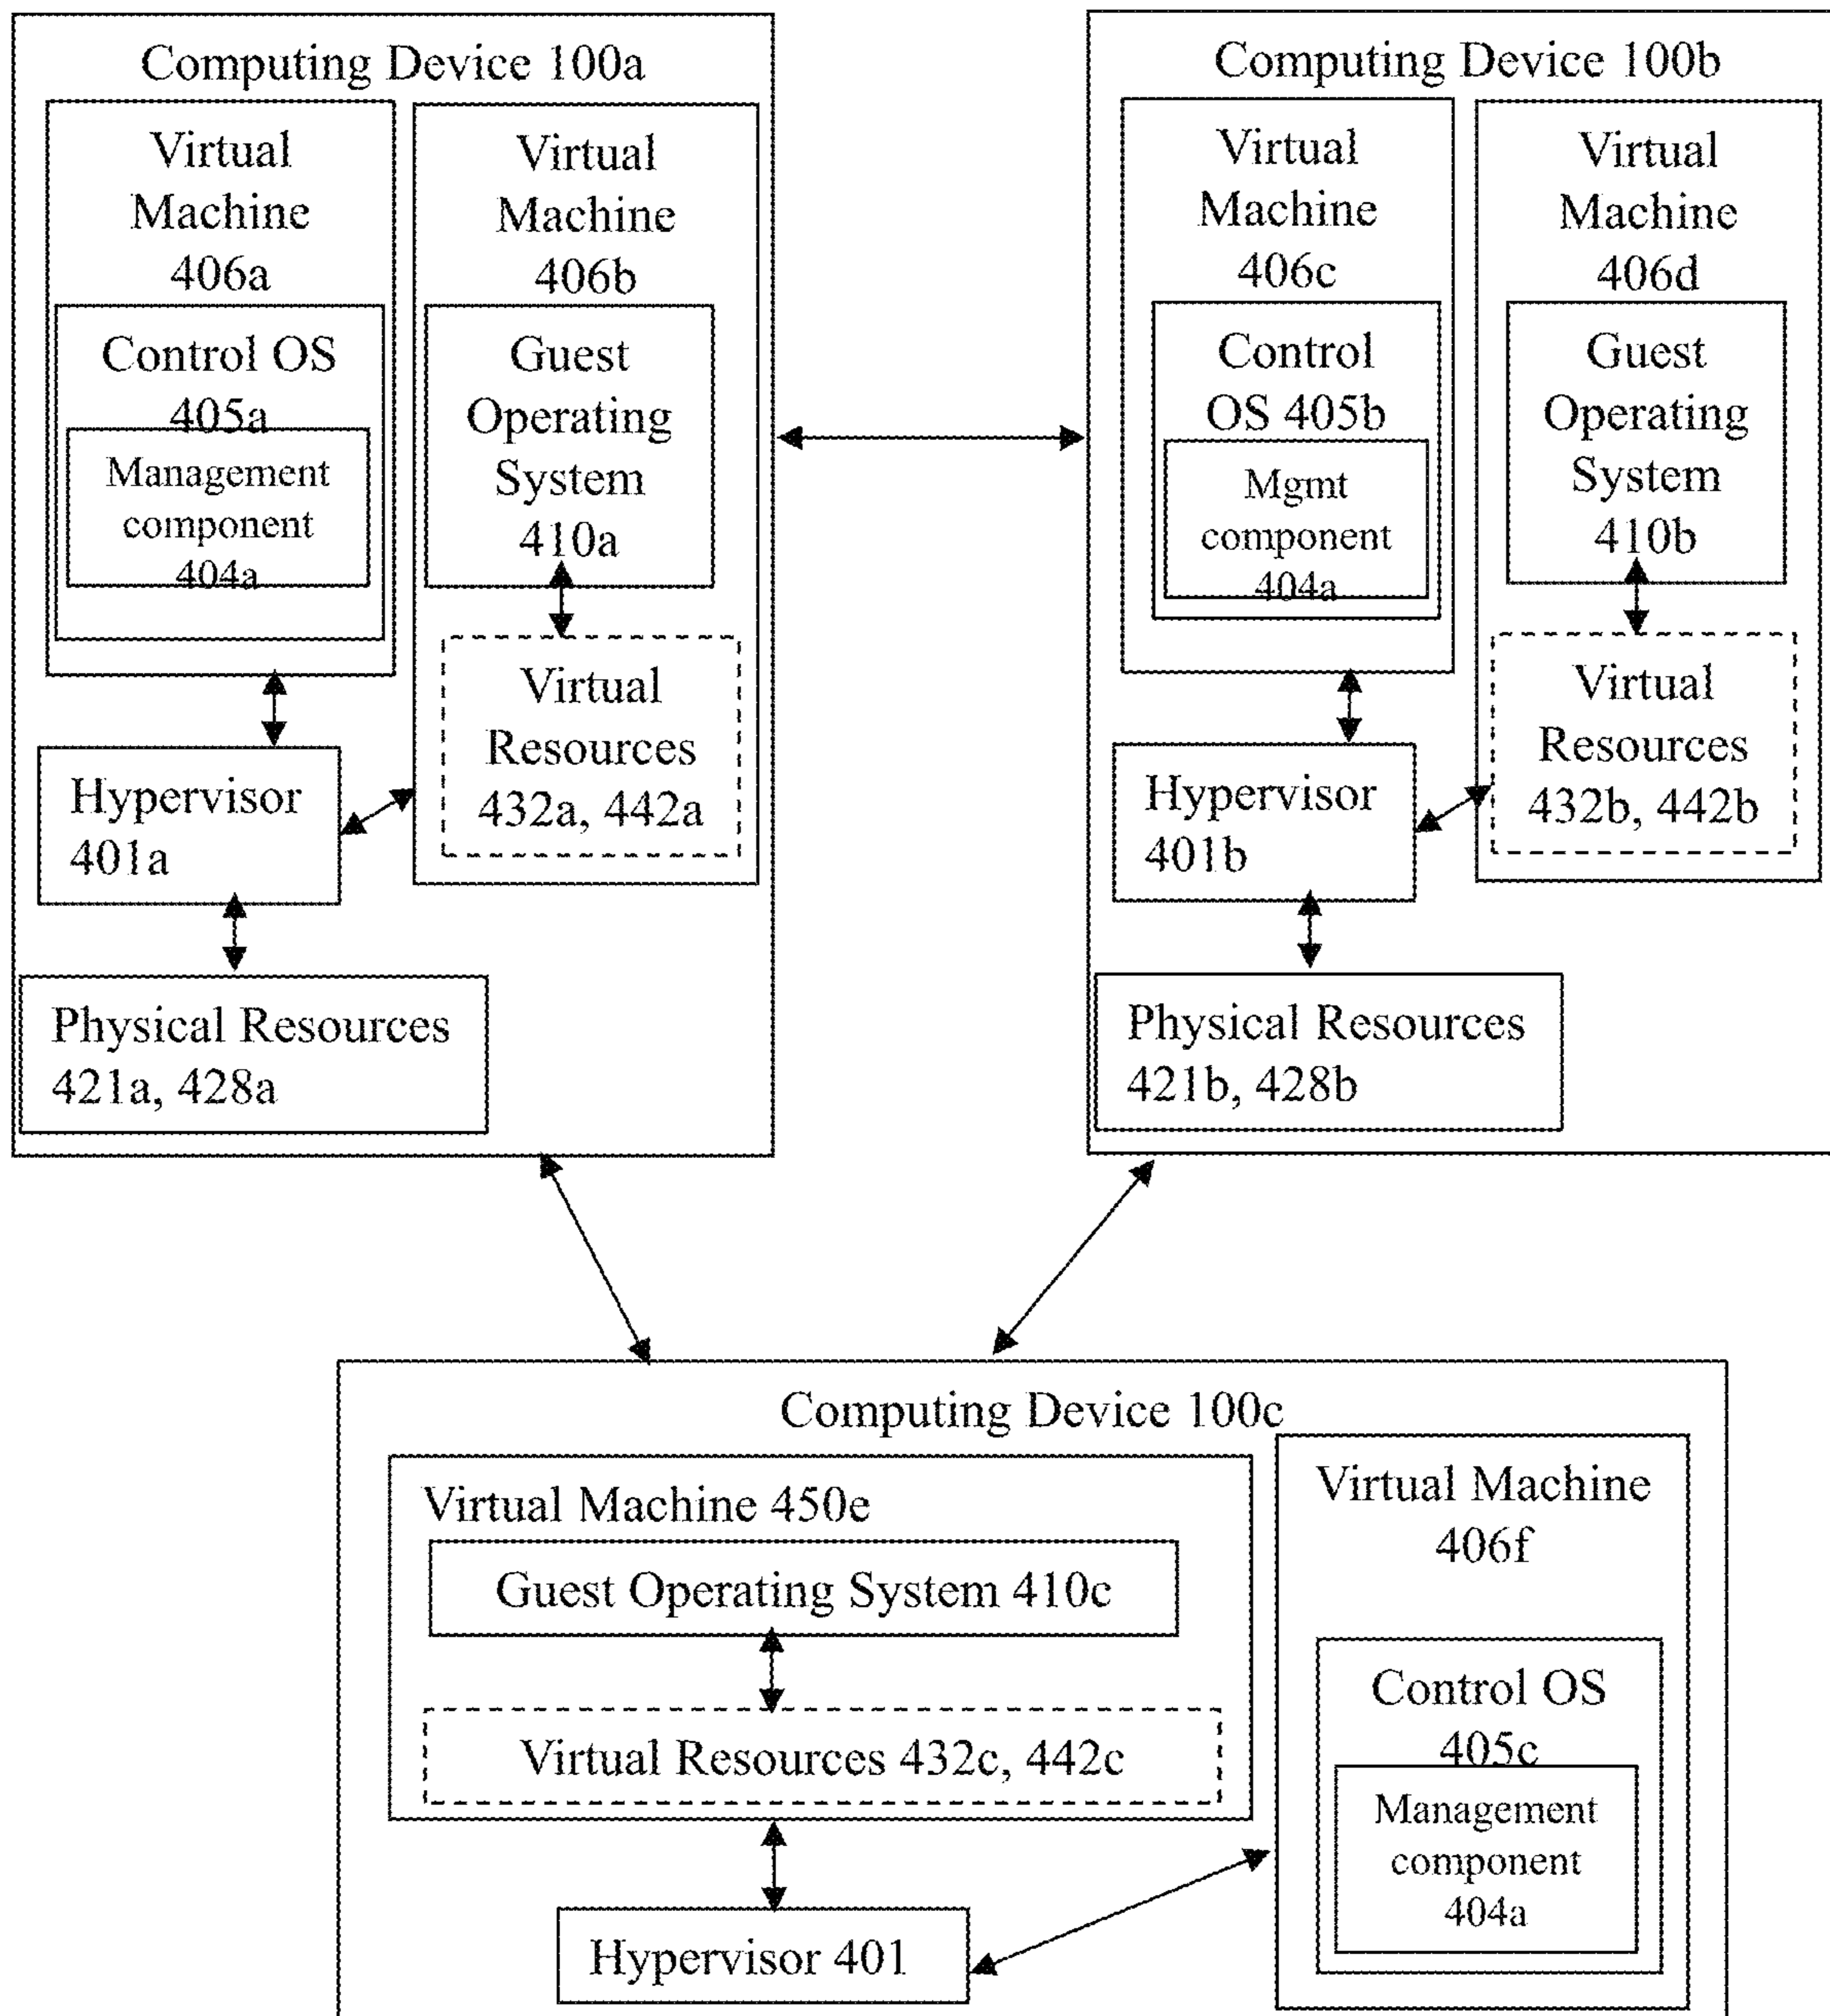 Computing Device 100a
Virtual
Machine
406a
Control OS
405a
Management
component
404a
Virtual
Machine
406b
Guest
Operating
System
410a
Virtual
Resources
432a, 442a
Hypervisor
401a
Physical Resources
421a, 428a
Computing Device 100b
Virtual
Machine
406c
Control
OS 405b
Mgmt
component
404a
Virtual
Machine
406d
Guest
Operating
System
410b
Virtual
Resources
432b, 442b
Hypervisor
401b
Physical Resources
421b, 428b
Computing Device 100c
Virtual Machine 450e
Guest Operating System 410c
Virtual Resources 432c, 442c
Hypervisor 401
Virtual Machine
406f
Control OS
405c
Management
component
404a